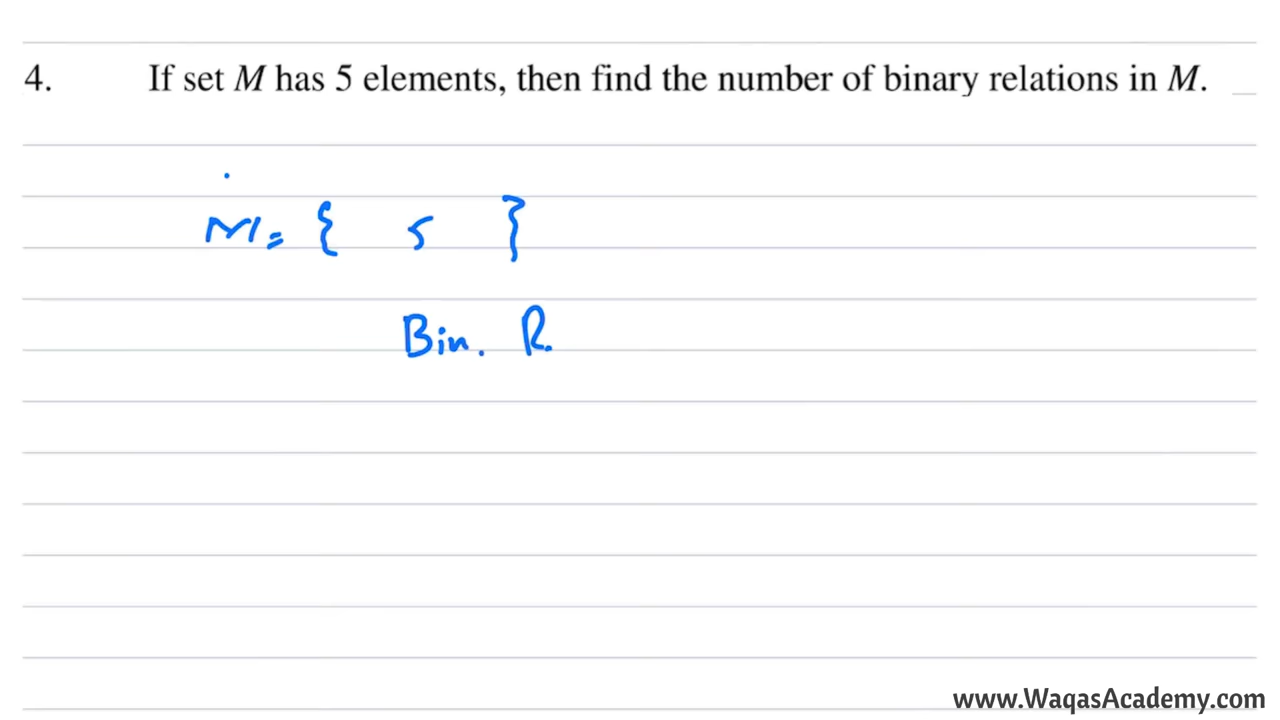 4. If set M has 5 elements, then find the number of binary relations in M.
M = { 5 }
Bin. R.
www.WaqasAcademy.com